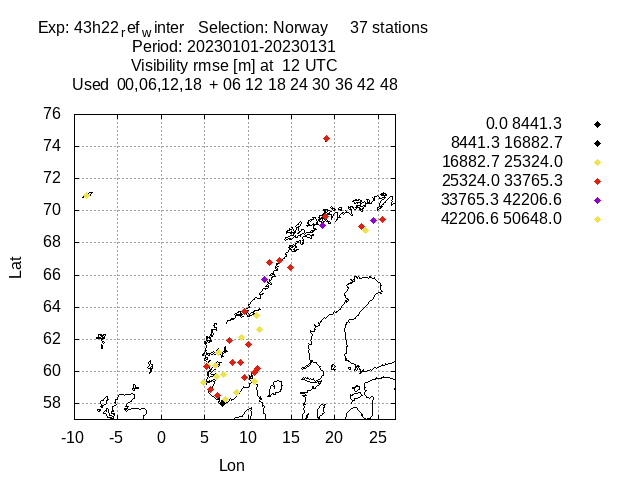 Exp: 43h22refwinter Selection: Norway 37 stations
Period: 20230101-20230131
Visibility rmse [m] at 12 UTC
Used 00,06,12,18 + 06 12 18 24 30 36 42 48
0.0 8441.3
8441.3 16882.7
16882.7 25324.0
25324.0 33765.3
33765.3 42206.6
42206.6 50648.0
76
74
72
70
68
66
64
62
60
58
Lat
-10 -5 0 5 10 15 20 25
Lon